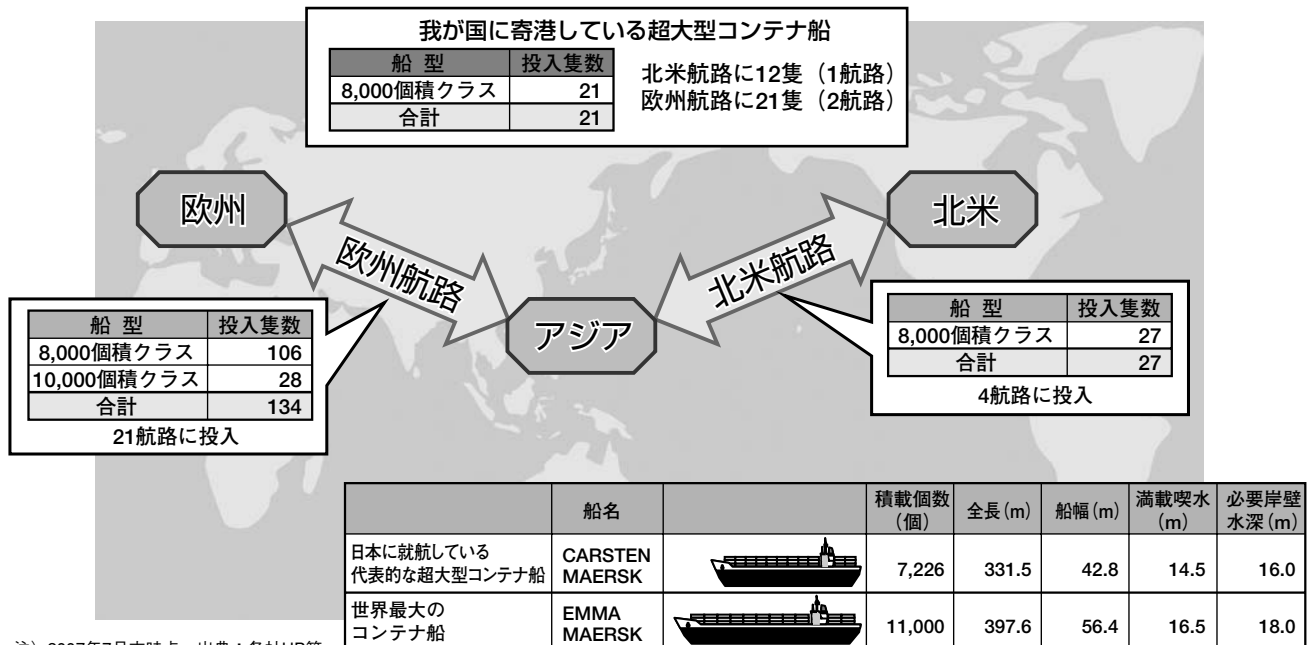 我が国に寄港している超大型コンテナ船
船 型 投入隻数
8,000個積クラス 21
合計 21
北米航路に12隻（1航路）
欧州航路に21隻（2航路）
欧州
北米
欧州航路
北米航路
アジア
船 型 投入隻数
8,000個積クラス 106
10,000個積クラス 28
合計 134
21航路に投入
船 型 投入隻数
8,000個積クラス 27
合計 27
4航路に投入
船名 積載個数（個） 全長（m） 船幅（m） 満載喫水（m） 必要岸壁水深（m）
日本に就航している
代表的な超大型コンテナ船 CARSTEN MAERSK 7,226 331.5 42.8 14.5 16.0
世界最大の
コンテナ船 EMMA MAERSK 11,000 397.6 56.4 16.5 18.0